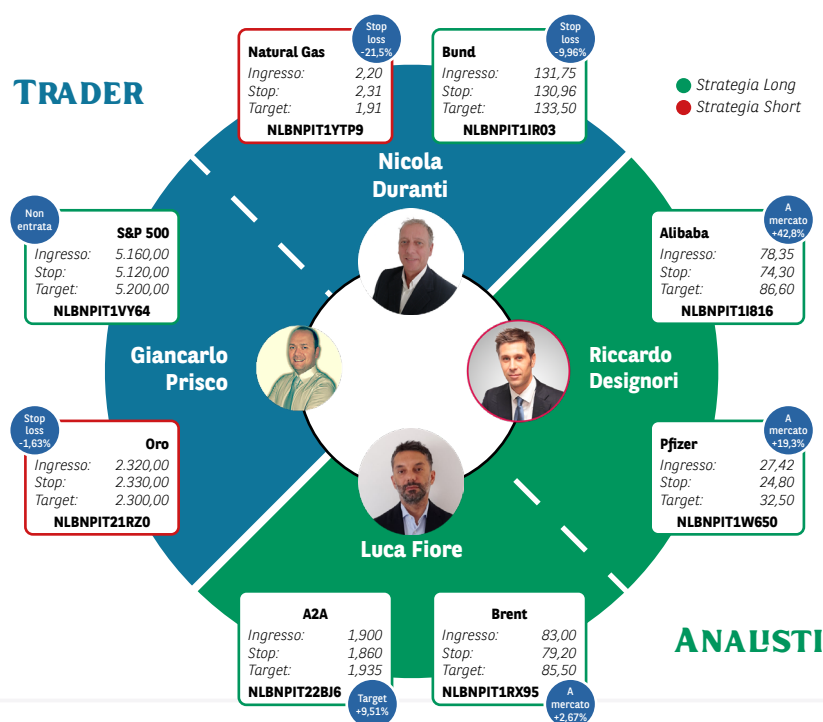 TRADER
Natural Gas
Stop
loss
-21,5%
Ingresso: 2,20
Stop: 2,31
Target: 1,91
NLBNPIT1YTP9
Bund
Stop
loss
-9,96%
Ingresso: 131,75
Stop: 130,96
Target: 133,50
NLBNPIT1IR03
Strategia Long
Strategia Short
Nicola
Duranti
Non
entrata
S&P 500
Ingresso: 5.160,00
Stop: 5.120,00
Target: 5.200,00
NLBNPIT1VY64
A
mercato
+42,8%
Alibaba
Ingresso: 78,35
Stop: 74,30
Target: 86,60
NLBNPIT1I816
Giancarlo
Prisco
Riccardo
Designori
Stop
loss
-1,63%
Oro
Ingresso: 2.320,00
Stop: 2.330,00
Target: 2.300,00
NLBNPIT21RZ0
A
mercato
+19,3%
Pfizer
Ingresso: 27,42
Stop: 24,80
Target: 32,50
NLBNPIT1W650
Luca Fiore
A2A
Ingresso: 1,900
Stop: 1,860
Target: 1,935
NLBNPIT22BJ6
Target
+9,51%
Brent
Ingresso: 83,00
Stop: 79,20
Target: 85,50
NLBNPIT1RX95
A
mercato
+2,67%
ANALISTI